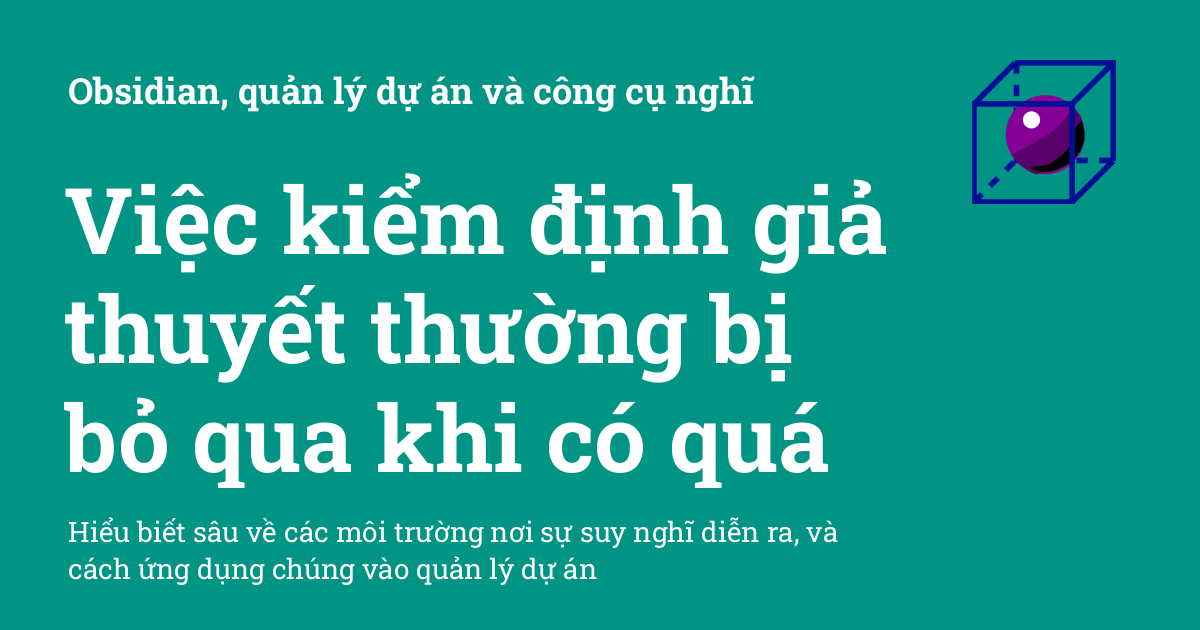 Obsidian, quản lý dự án và công cụ nghĩ
Việc kiểm định giả
thuyết thường bị
bỏ qua khi có quá
Hiểu biết sâu về các môi trường nơi sự suy nghĩ diễn ra, và
cách ứng dụng chúng vào quản lý dự án